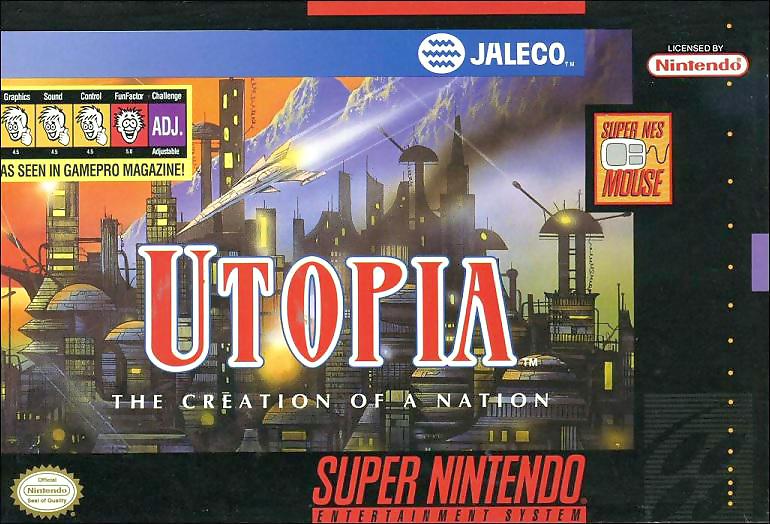 JALECO™
LICENSED BY
Nintendo®
Graphics Sound Control FunFactor Challenge
ADJ.
4.5 4.5 4.5 5.0 Adjustable
AS SEEN IN GAMEPRO MAGAZINE!
SUPER NES
MOUSE
UTOPIA™
THE CREATION OF A NATION
Official
Nintendo
Seal of Quality
SUPER NINTENDO®
ENTERTAINMENT SYSTEM